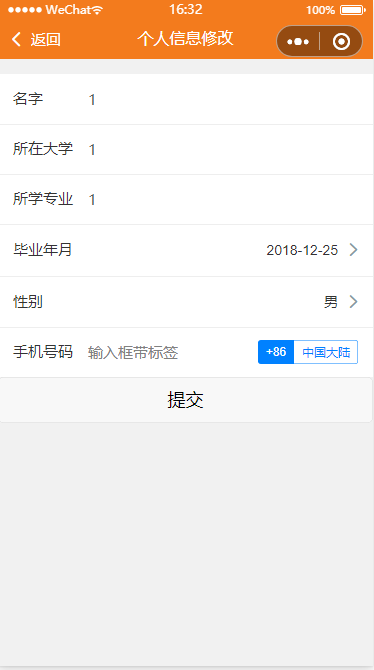 WeChat 16:32 100%
返回 个人信息修改
名字 1
所在大学 1
所学专业 1
毕业年月 2018-12-25
性别 男
手机号码 输入框带标签 +86 中国大陆
提交